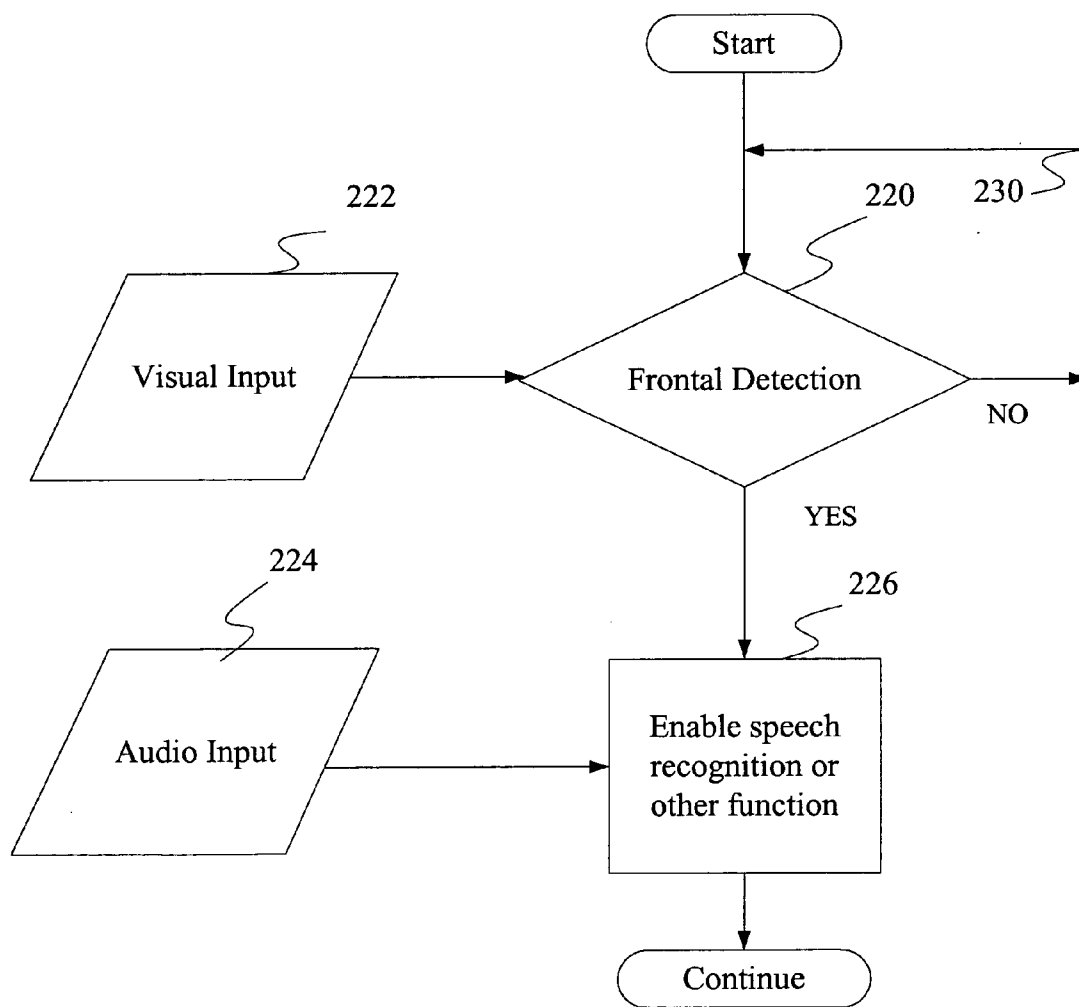 Start
230
222
220
Visual Input
Frontal Detection
NO
YES
224
226
Audio Input
Enable speech
recognition or
other function
Continue